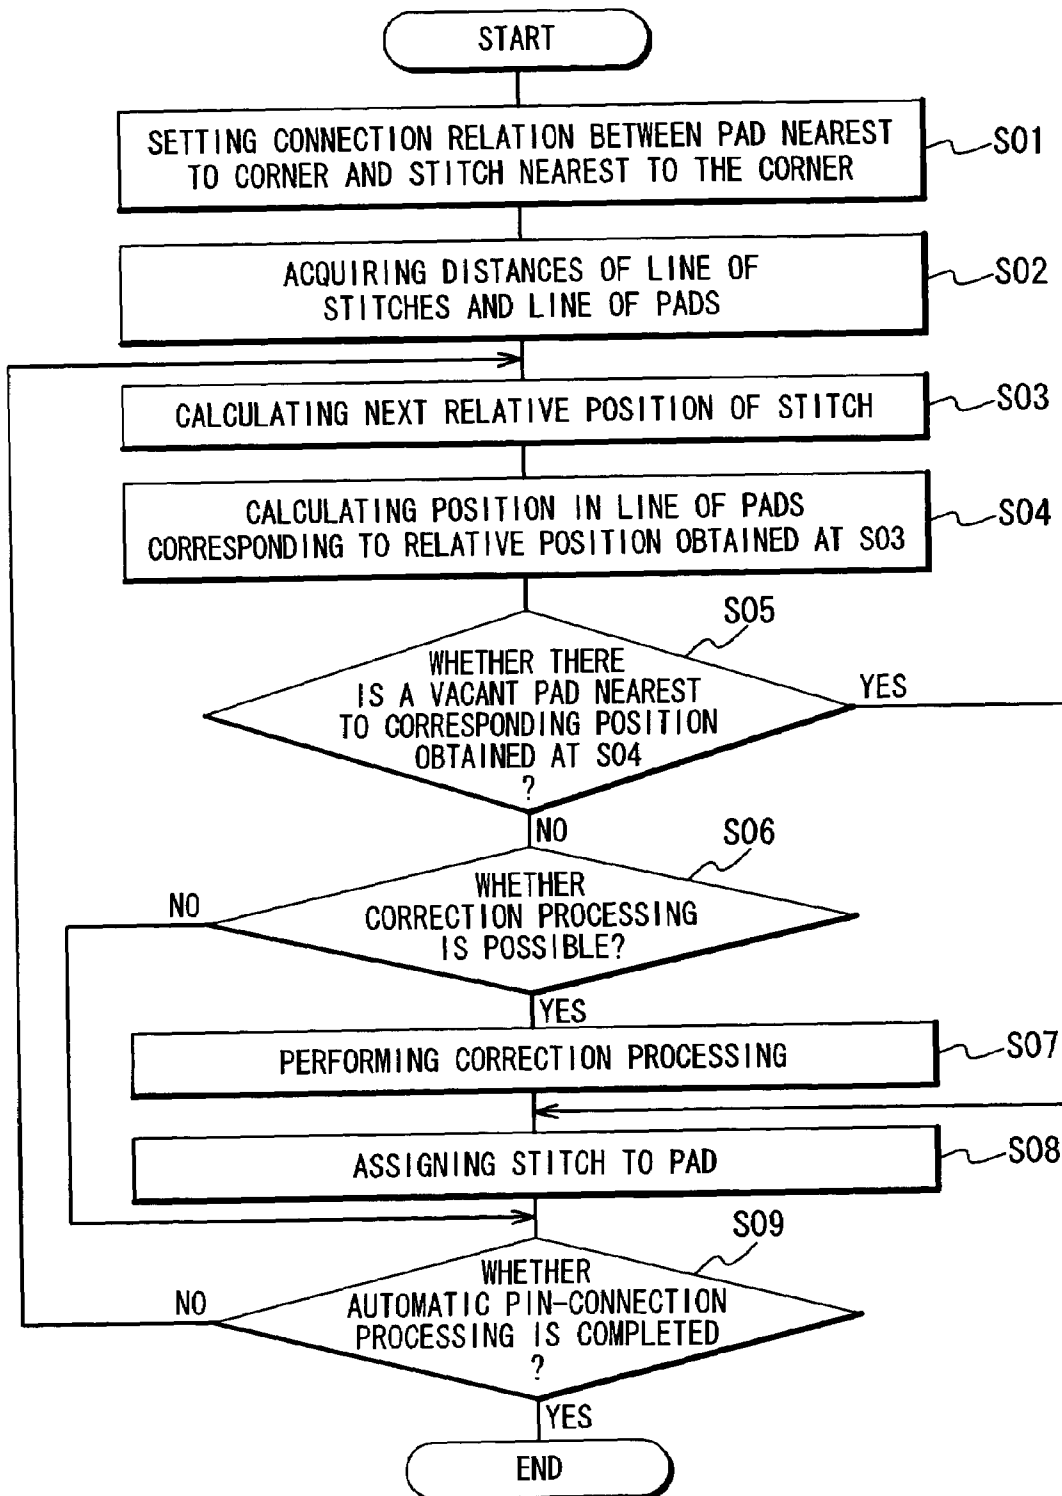 START
SETTING CONNECTION RELATION BETWEEN PAD NEAREST
TO CORNER AND STITCH NEAREST TO THE CORNER
S01
ACQUIRING DISTANCES OF LINE OF
STITCHES AND LINE OF PADS
S02
CALCULATING NEXT RELATIVE POSITION OF STITCH
S03
CALCULATING POSITION IN LINE OF PADS
CORRESPONDING TO RELATIVE POSITION OBTAINED AT S03
S04
S05
WHETHER THERE
IS A VACANT PAD NEAREST
TO CORRESPONDING POSITION
OBTAINED AT S04
?
YES
NO
S06
WHETHER
CORRECTION PROCESSING
IS POSSIBLE?
NO
YES
PERFORMING CORRECTION PROCESSING
S07
ASSIGNING STITCH TO PAD
S08
S09
WHETHER
AUTOMATIC PIN-CONNECTION
PROCESSING IS COMPLETED
?
NO
YES
END